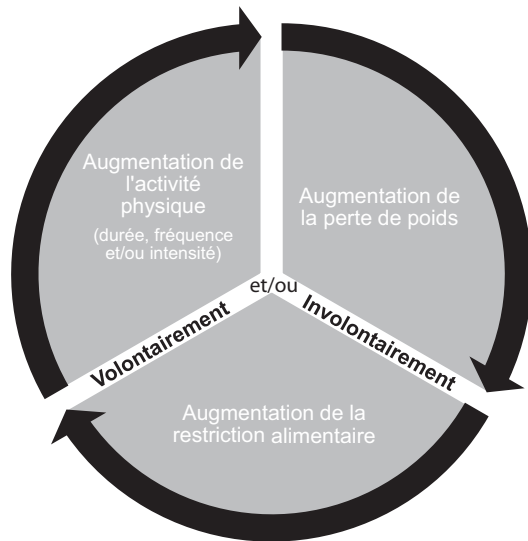 Augmentation de
l'activité
physique
(durée, fréquence
et/ou intensité)
Augmentation de
la perte de poids
et/ou
Volontairement
Involontairement
Augmentation de la
restriction alimentaire